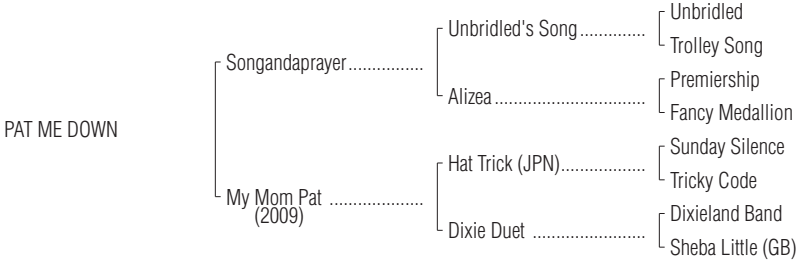 Unbridled
Unbridled's Song..............
Trolley Song
Songandaprayer................
Premiership
Alizea................................
Fancy Medallion
PAT ME DOWN
Sunday Silence
Hat Trick (JPN)..................
Tricky Code
My Mom Pat ....................
(2009)
Dixieland Band
Dixie Duet ........................
Sheba Little (GB)